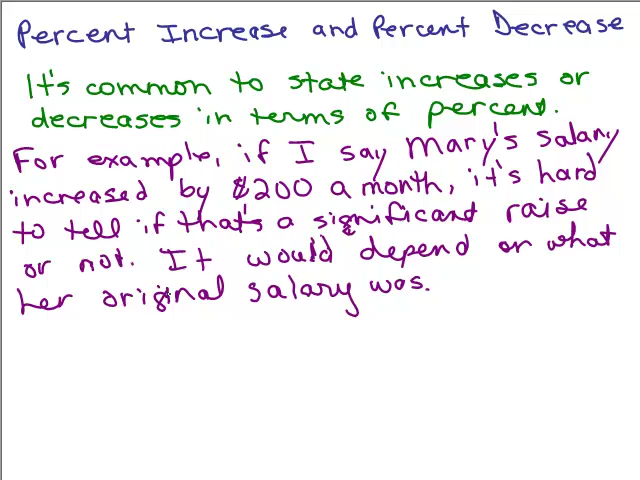 Percent Increase and Percent Decrease
It's common to state increases or
decreases in terms of percent.
For example, if I say Mary's salary
increased by $200 a month, it's hard
to tell if that's a significant raise
or not. It would depend on what
her original salary was.